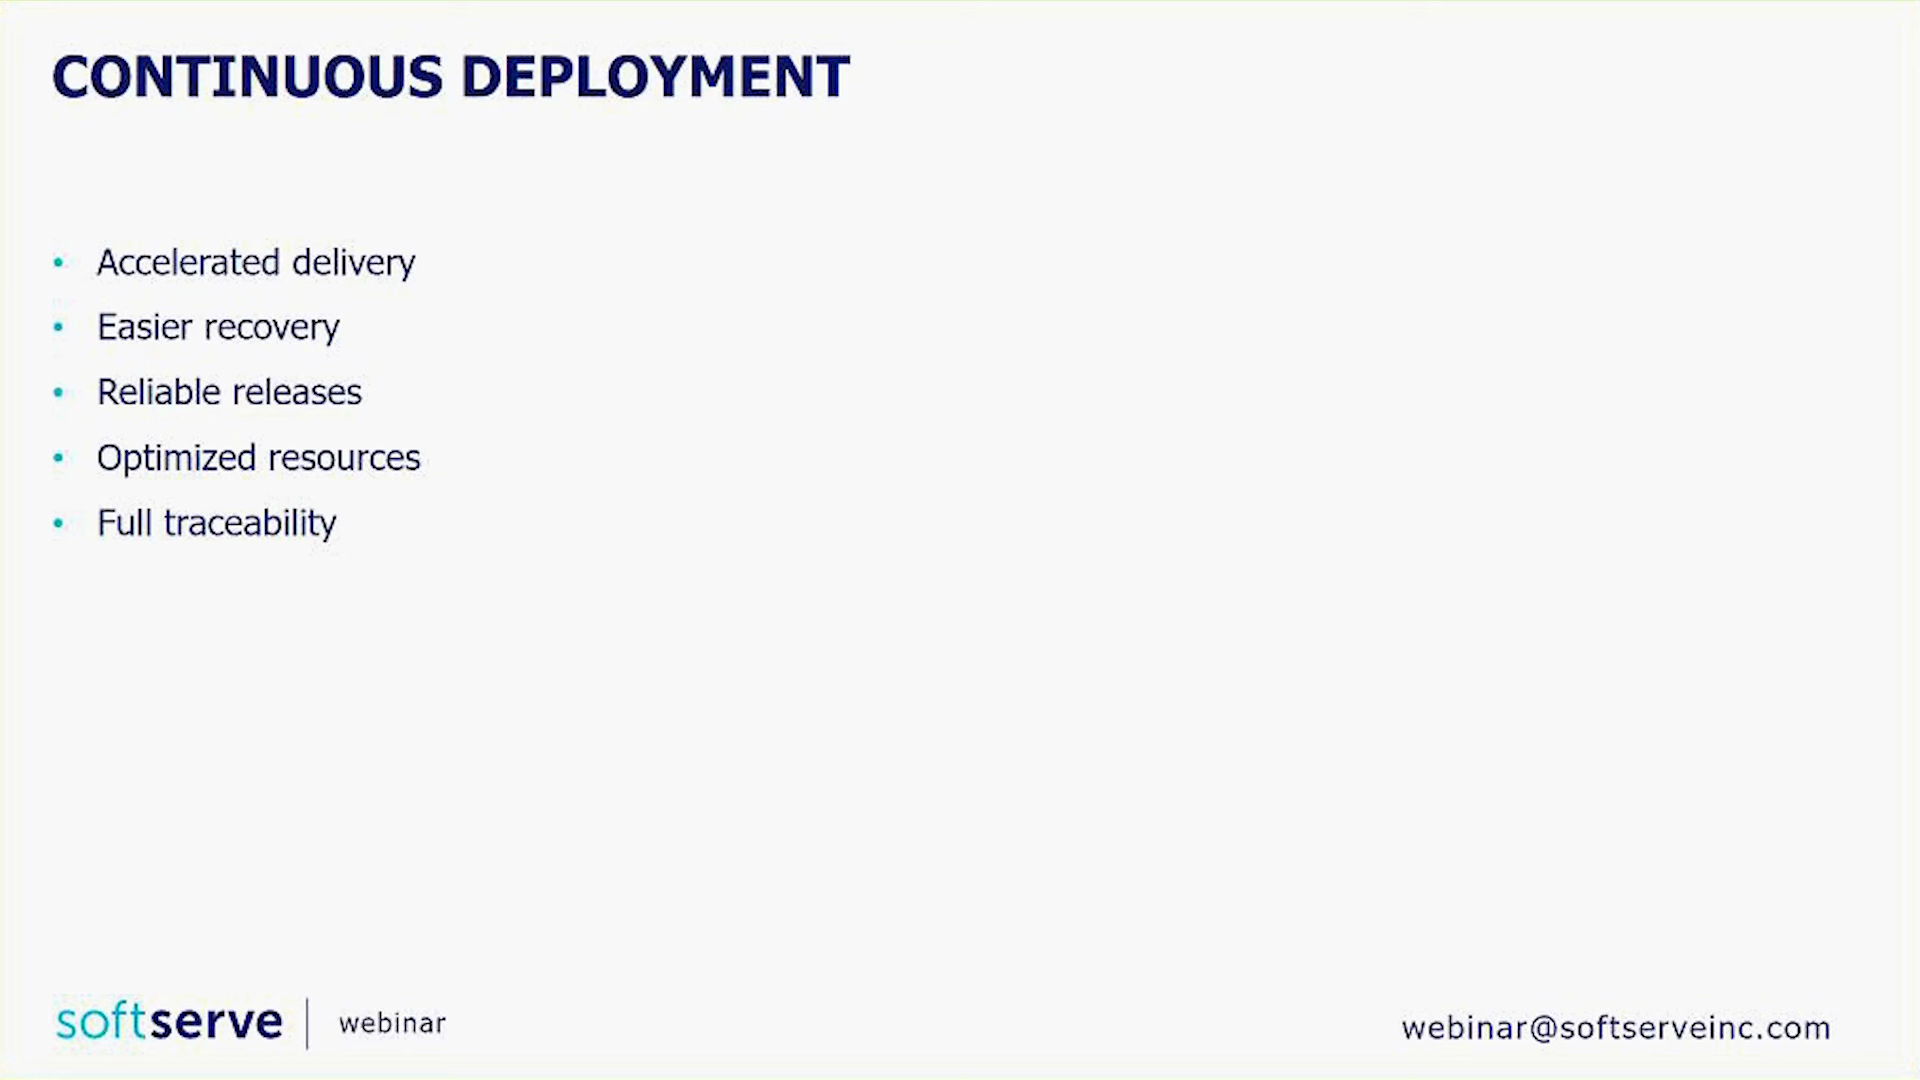 CONTINUOUS DEPLOYMENT
• Accelerated delivery
• Easier recovery
• Reliable releases
• Optimized resources
• Full traceability
softserve | webinar
webinar@softserveinc.com